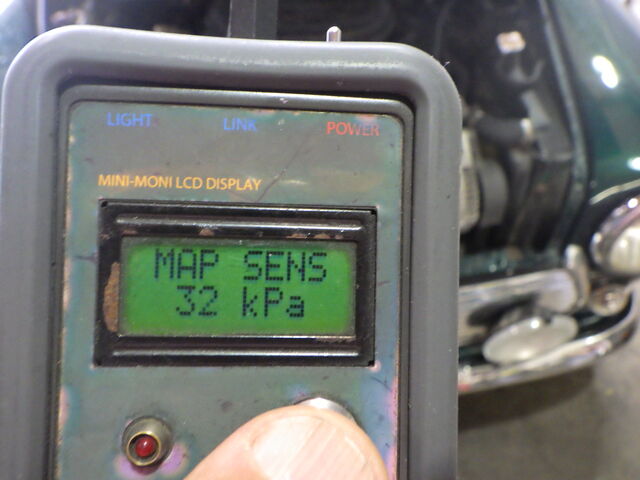 LIGHT LINK POWER
MINI-MONI LCD DISPLAY
MAP SENS
32 kPa